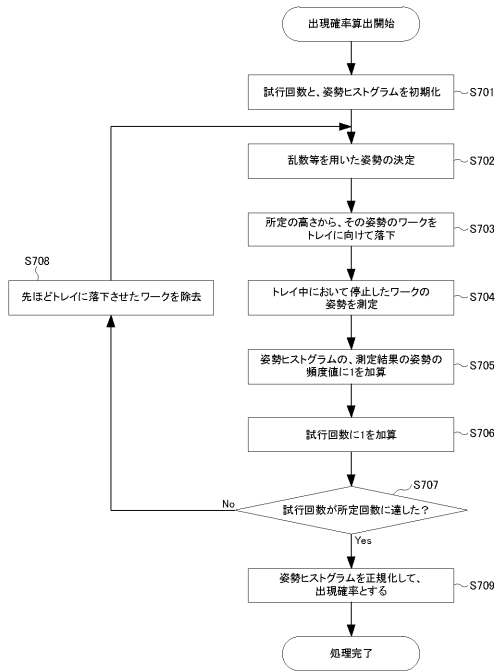 出現確率算出開始
試行回数と、姿勢ヒストグラムを初期化
S701
乱数等を用いた姿勢の決定
S702
所定の高さから、その姿勢のワークを
トレイに向けて落下
S703
S708
先ほどトレイに落下させたワークを除去
トレイ中において停止したワークの
姿勢を測定
S704
姿勢ヒストグラムの、測定結果の姿勢の
頻度値に1を加算
S705
試行回数に1を加算
S706
S707
試行回数が所定回数に達した？
No
Yes
姿勢ヒストグラムを正規化して、
出現確率とする
S709
処理完了